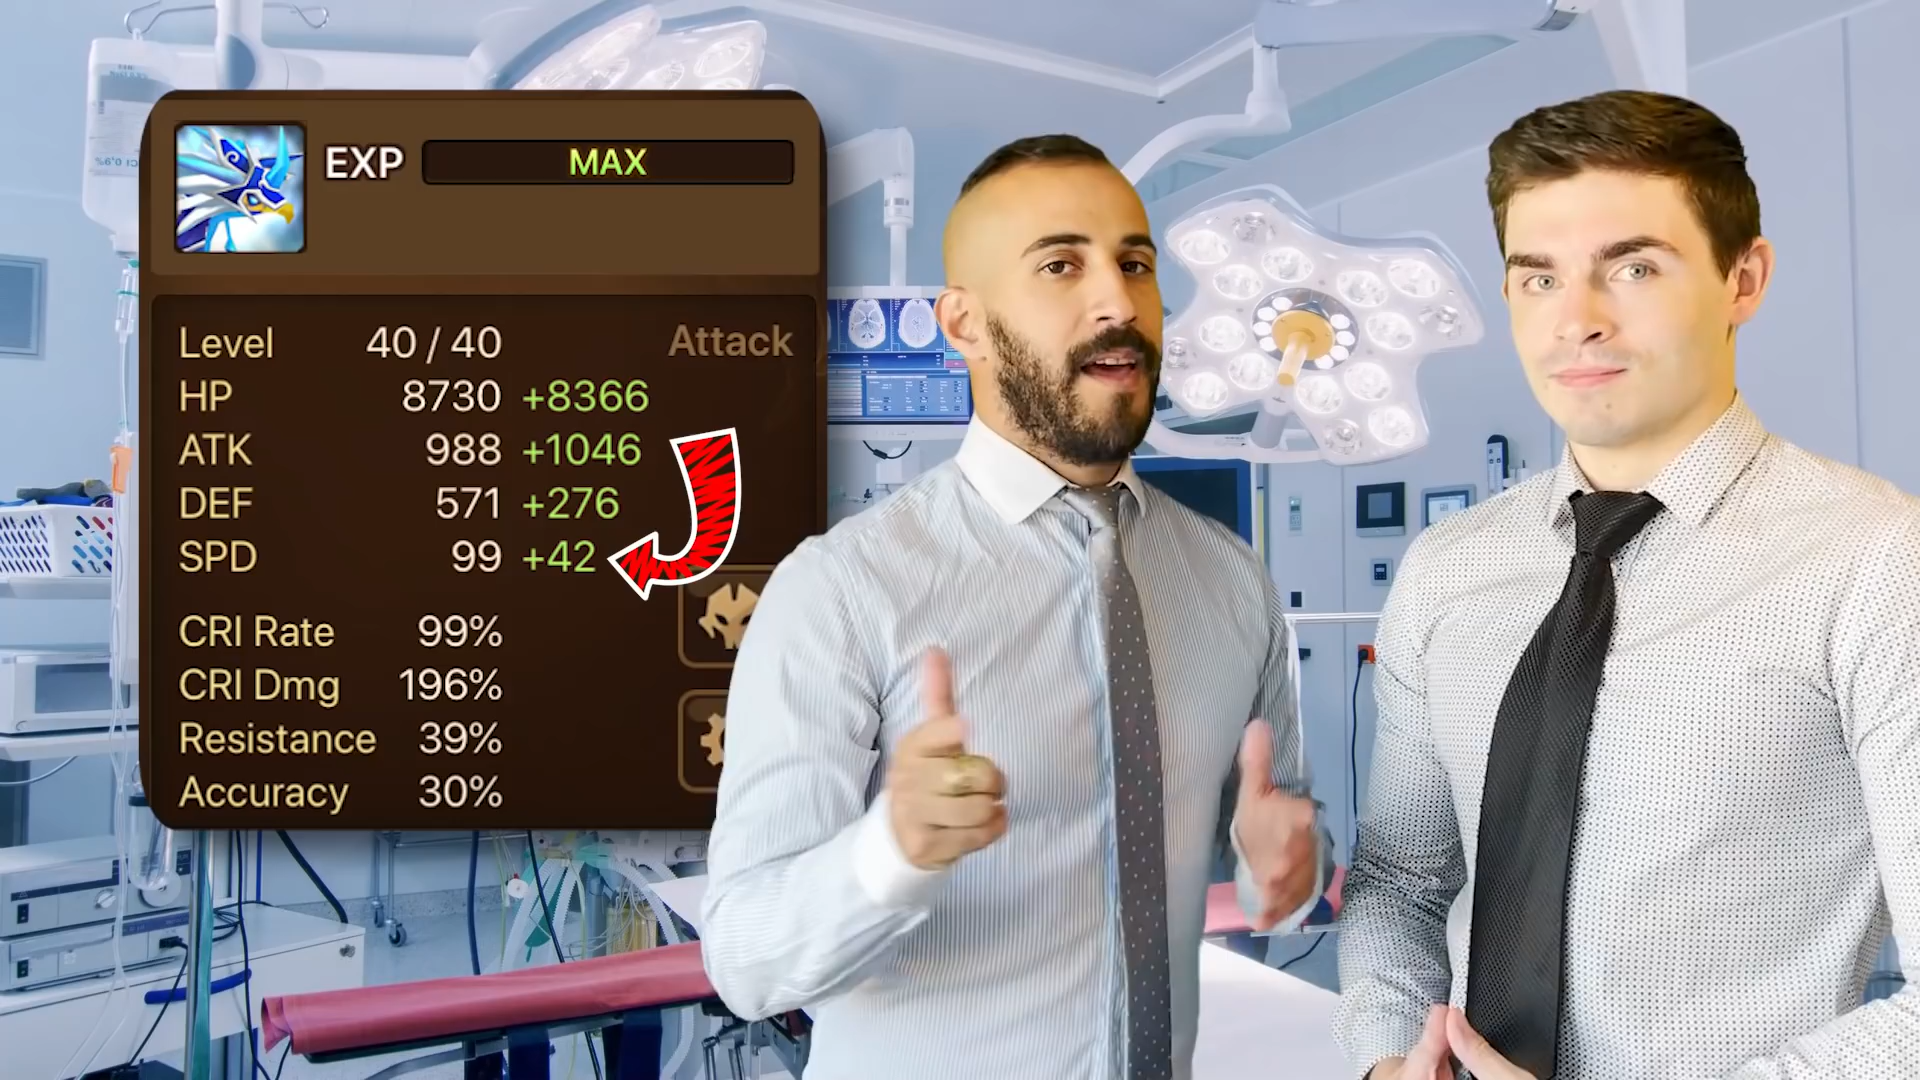 EXP MAX
Level 40 / 40 Attack
HP 8730 +8366
ATK 988 +1046
DEF 571 +276
SPD 99 +42
CRI Rate 99%
CRI Dmg 196%
Resistance 39%
Accuracy 30%